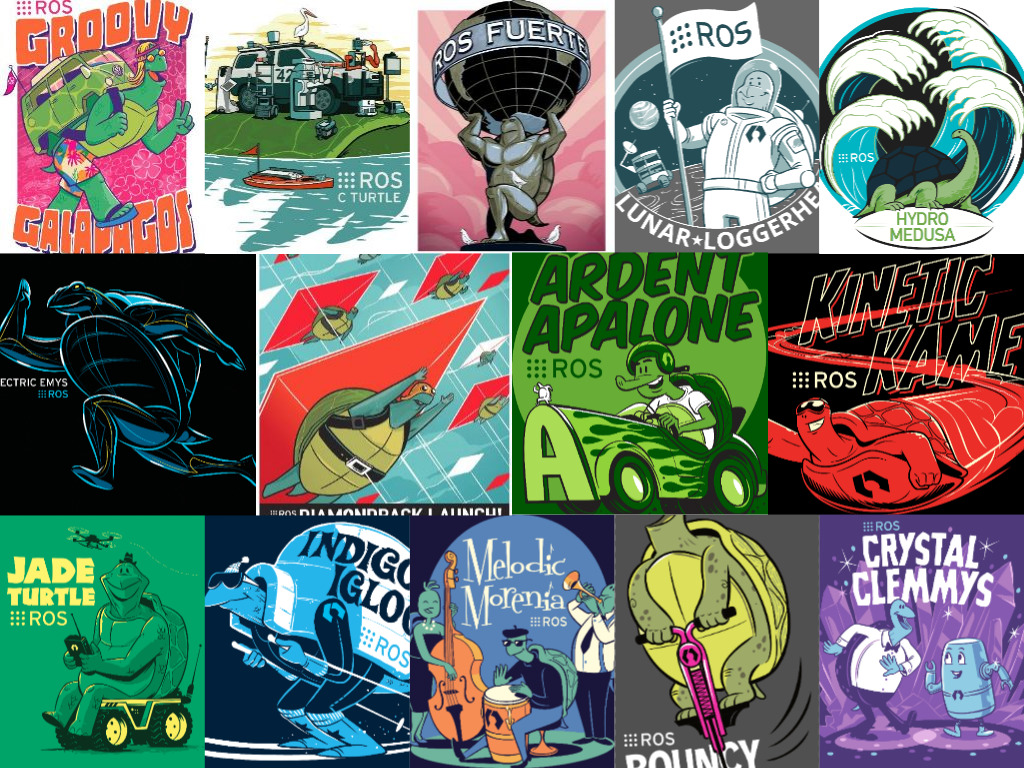 ROS
GROOVY
GALAPAGOS
42
ROS
C TURTLE
ROS FUERTE
ROS
LUNAR★LOGGERHE
ROS
HYDRO
MEDUSA
ECTRIC EMYS
ROS
ROS DIAMONDBACK LAUNCH!
ARDENT
APALONE
ROS
A
KINETIC
KAME
ROS
JADE
TURTLE
ROS
INDIGO
IGLOO
ROS
Melodic
Morenia
ROS
ROS
BOUNCY
ROS
CRYSTAL
CLEMMYS